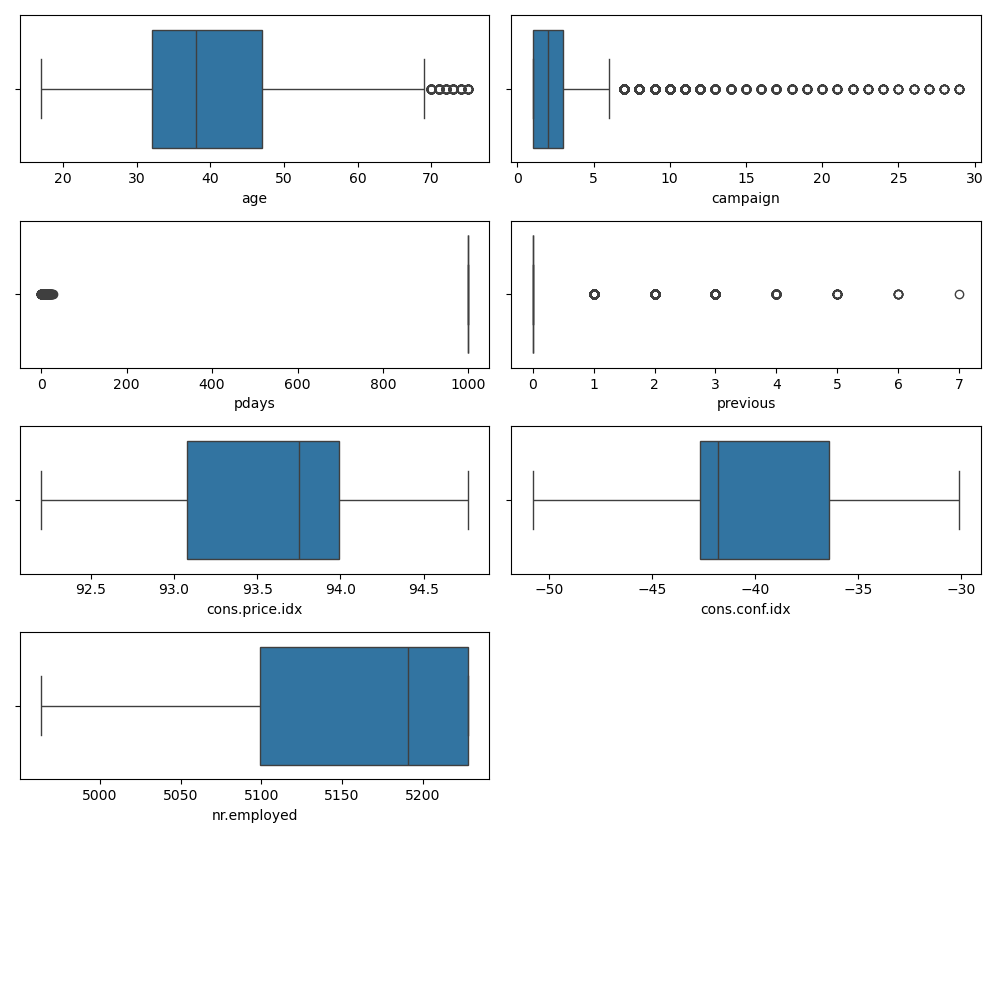 20 30 40 50 60 70
age
0 5 10 15 20 25 30
campaign
0 200 400 600 800 1000
pdays
0 1 2 3 4 5 6 7
previous
92.5 93.0 93.5 94.0 94.5
cons.price.idx
−50 −45 −40 −35 −30
cons.conf.idx
5000 5050 5100 5150 5200
nr.employed